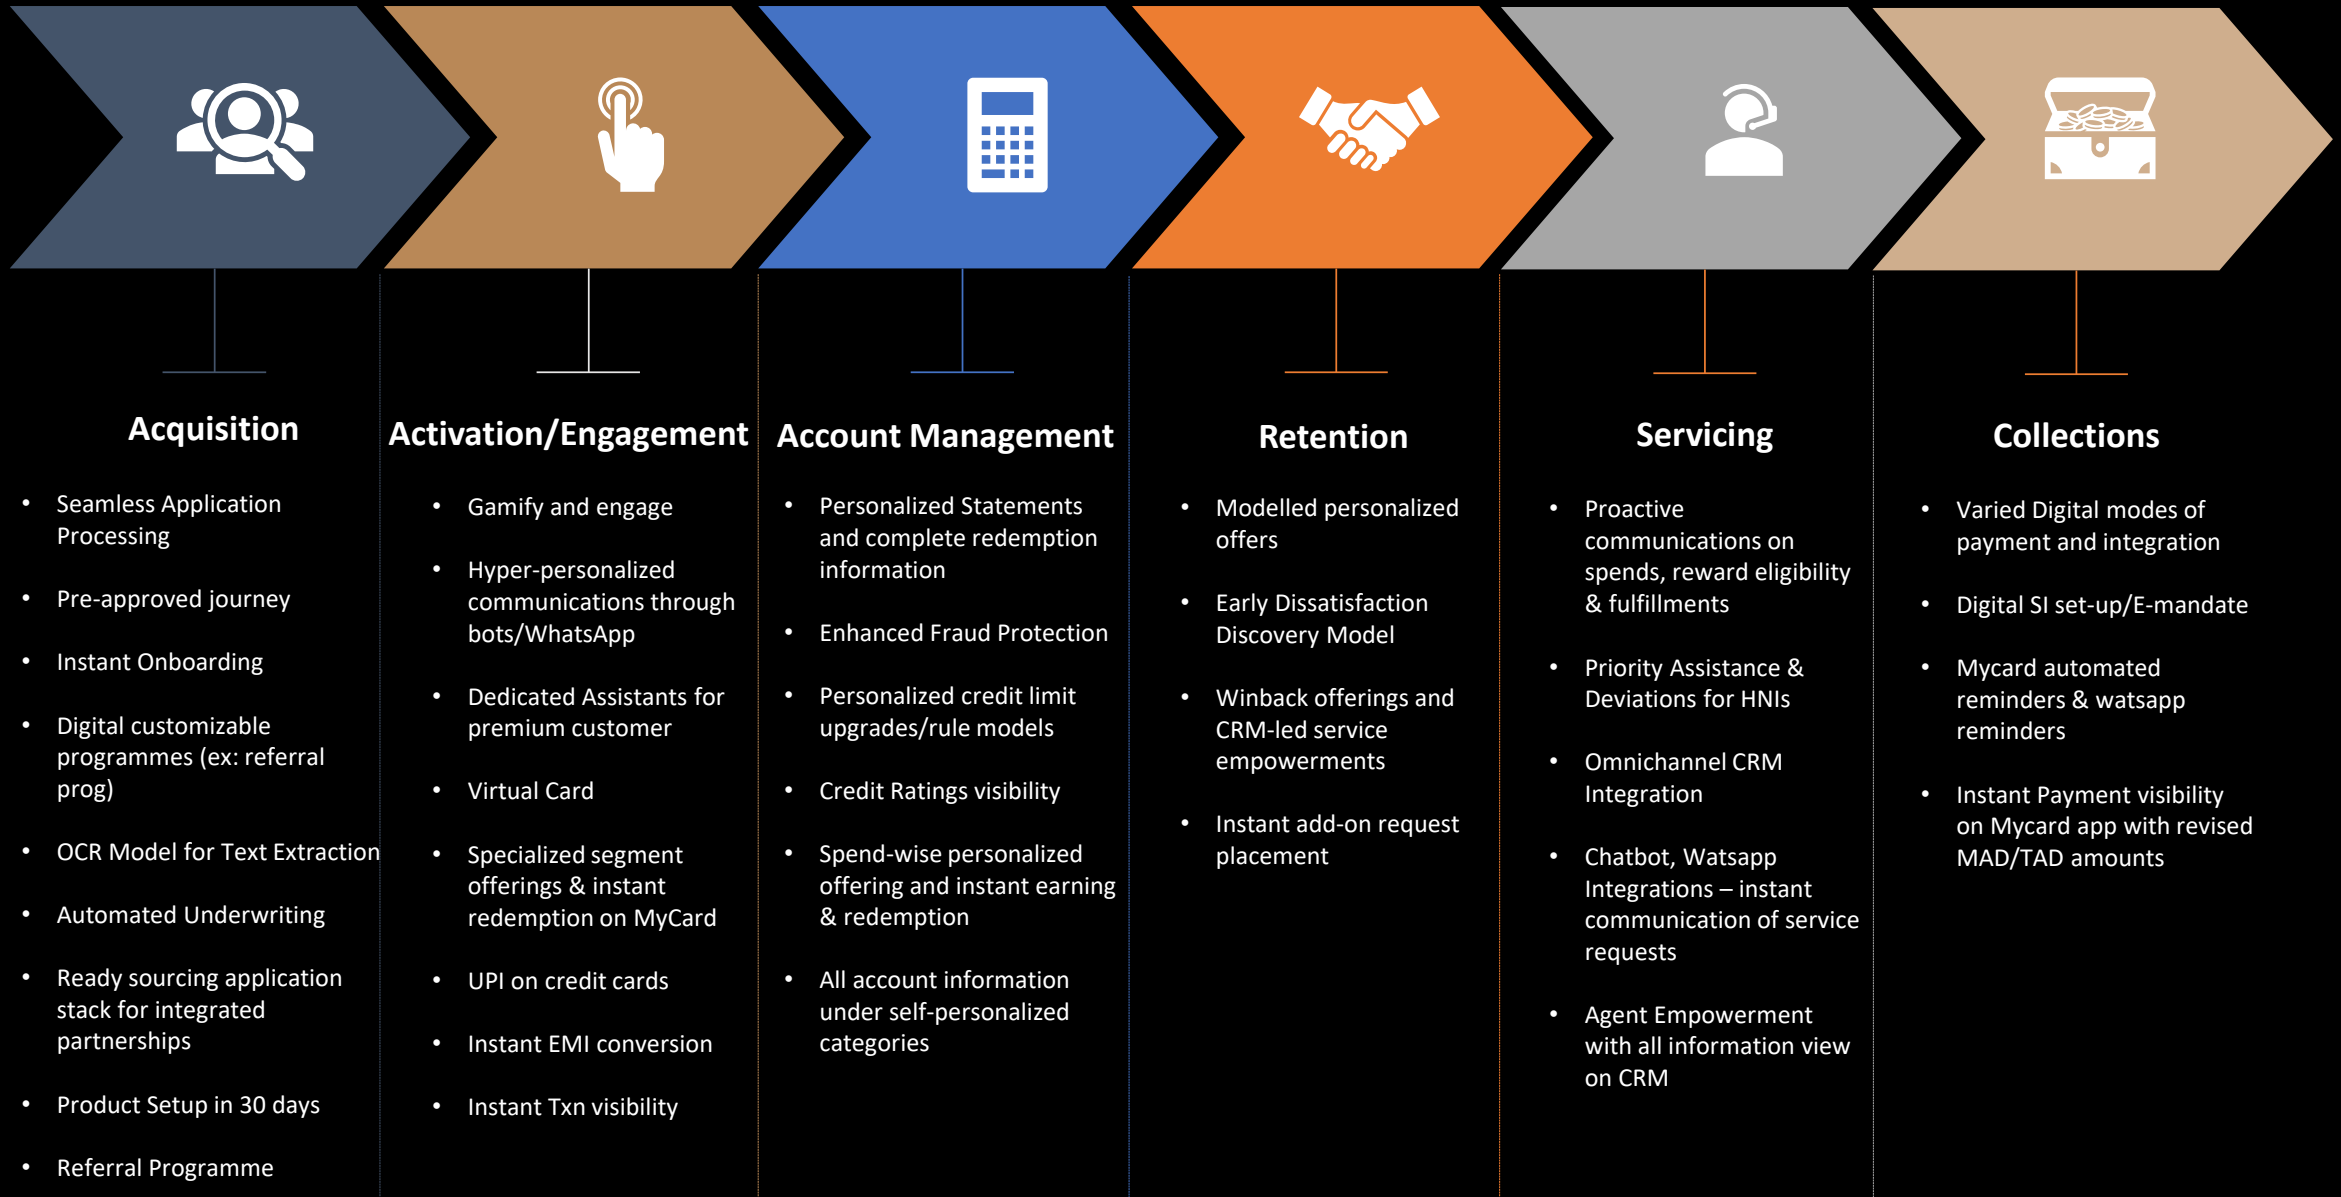 Acquisition
• Seamless Application
Processing
• Pre-approved journey
• Instant Onboarding
• Digital customizable
programmes (ex: referral
prog)
• OCR Model for Text Extraction
• Automated Underwriting
• Ready sourcing application
stack for integrated
partnerships
• Product Setup in 30 days
• Referral Programme
Activation/Engagement
• Gamify and engage
• Hyper-personalized
communications through
bots/WhatsApp
• Dedicated Assistants for
premium customer
• Virtual Card
• Specialized segment
offerings & instant
redemption on MyCard
• UPI on credit cards
• Instant EMI conversion
• Instant Txn visibility
Account Management
• Personalized Statements
and complete redemption
information
• Enhanced Fraud Protection
• Personalized credit limit
upgrades/rule models
• Credit Ratings visibility
• Spend-wise personalized
offering and instant earning
& redemption
• All account information
under self-personalized
categories
Retention
• Modelled personalized
offers
• Early Dissatisfaction
Discovery Model
• Winback offerings and
CRM-led service
empowerments
• Instant add-on request
placement
Servicing
• Proactive
communications on
spends, reward eligibility
& fulfillments
• Priority Assistance &
Deviations for HNIs
• Omnichannel CRM
Integration
• Chatbot, Watsapp
Integrations – instant
communication of service
requests
• Agent Empowerment
with all information view
on CRM
Collections
• Varied Digital modes of
payment and integration
• Digital SI set-up/E-mandate
• Mycard automated
reminders & watsapp
reminders
• Instant Payment visibility
on Mycard app with revised
MAD/TAD amounts